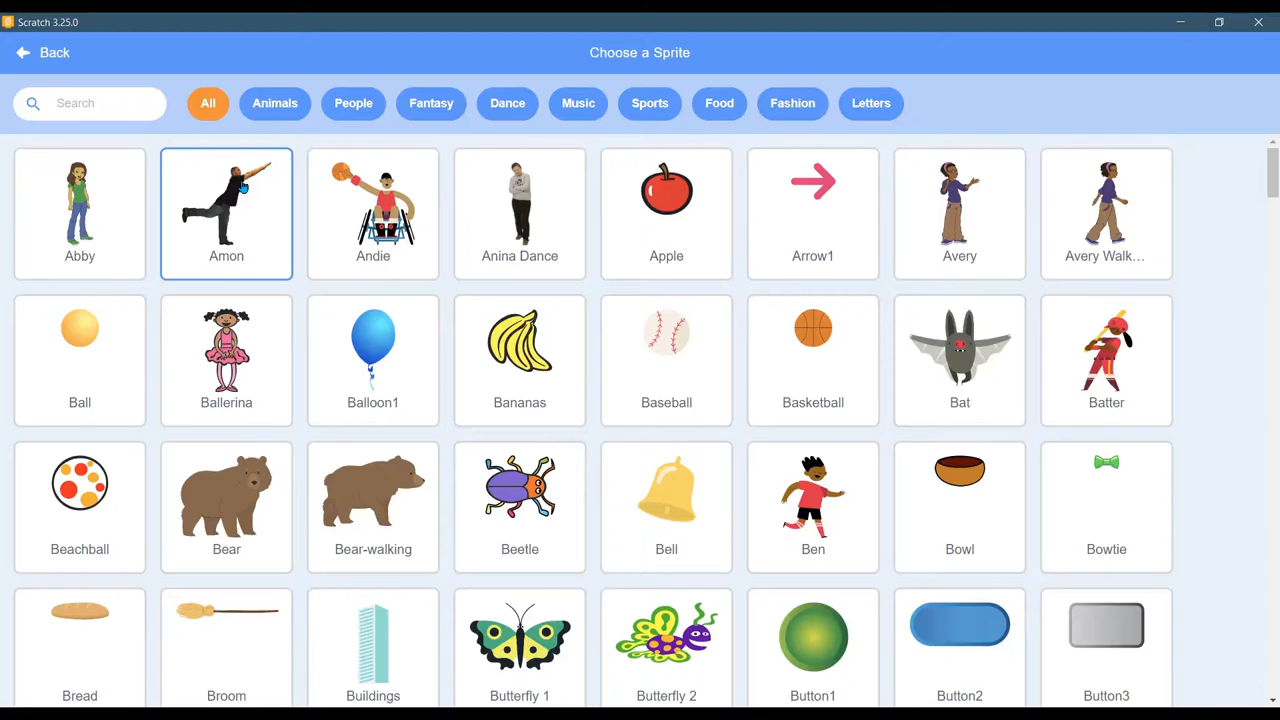 Scratch 3.25.0
Back
Choose a Sprite
Search
All
Animals
People
Fantasy
Dance
Music
Sports
Food
Fashion
Letters
Abby
Amon
Andie
Anina Dance
Apple
Arrow1
Avery
Avery Walk...
Ball
Ballerina
Balloon1
Bananas
Baseball
Basketball
Bat
Batter
Beachball
Bear
Bear-walking
Beetle
Bell
Ben
Bowl
Bowtie
Bread
Broom
Buildings
Butterfly 1
Butterfly 2
Button1
Button2
Button3